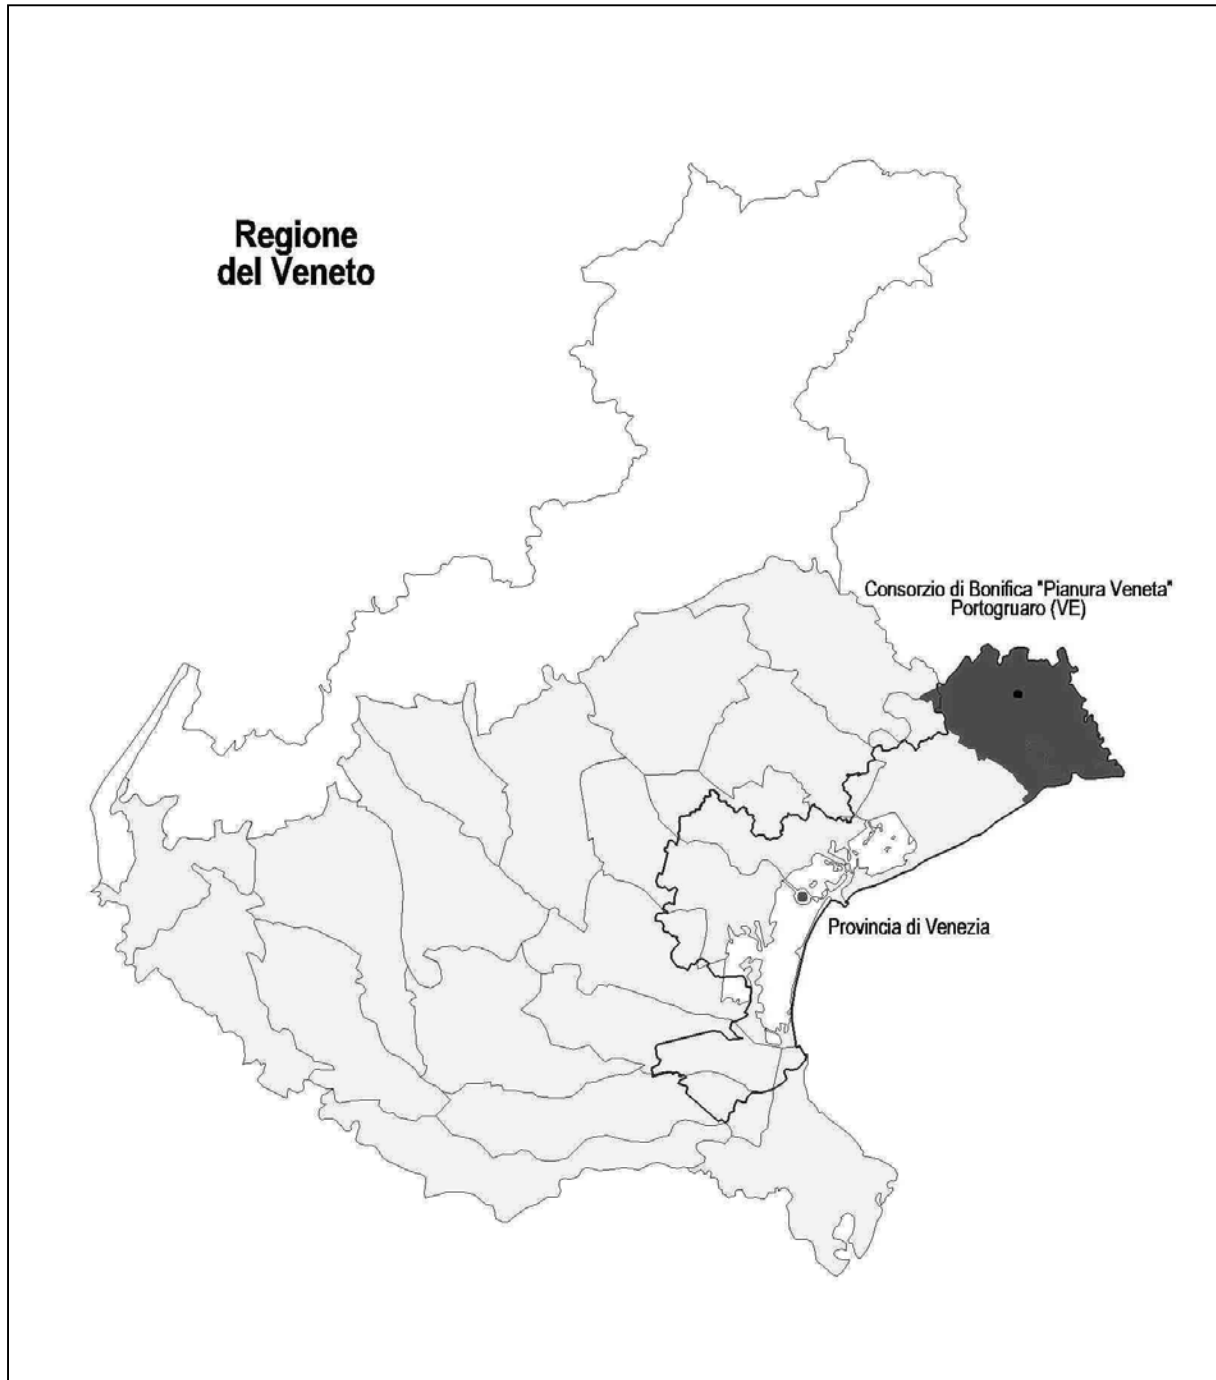 Regione
del Veneto
Consorzio di Bonifica "Pianura Veneta"
Portogruaro (VE)
Provincia di Venezia